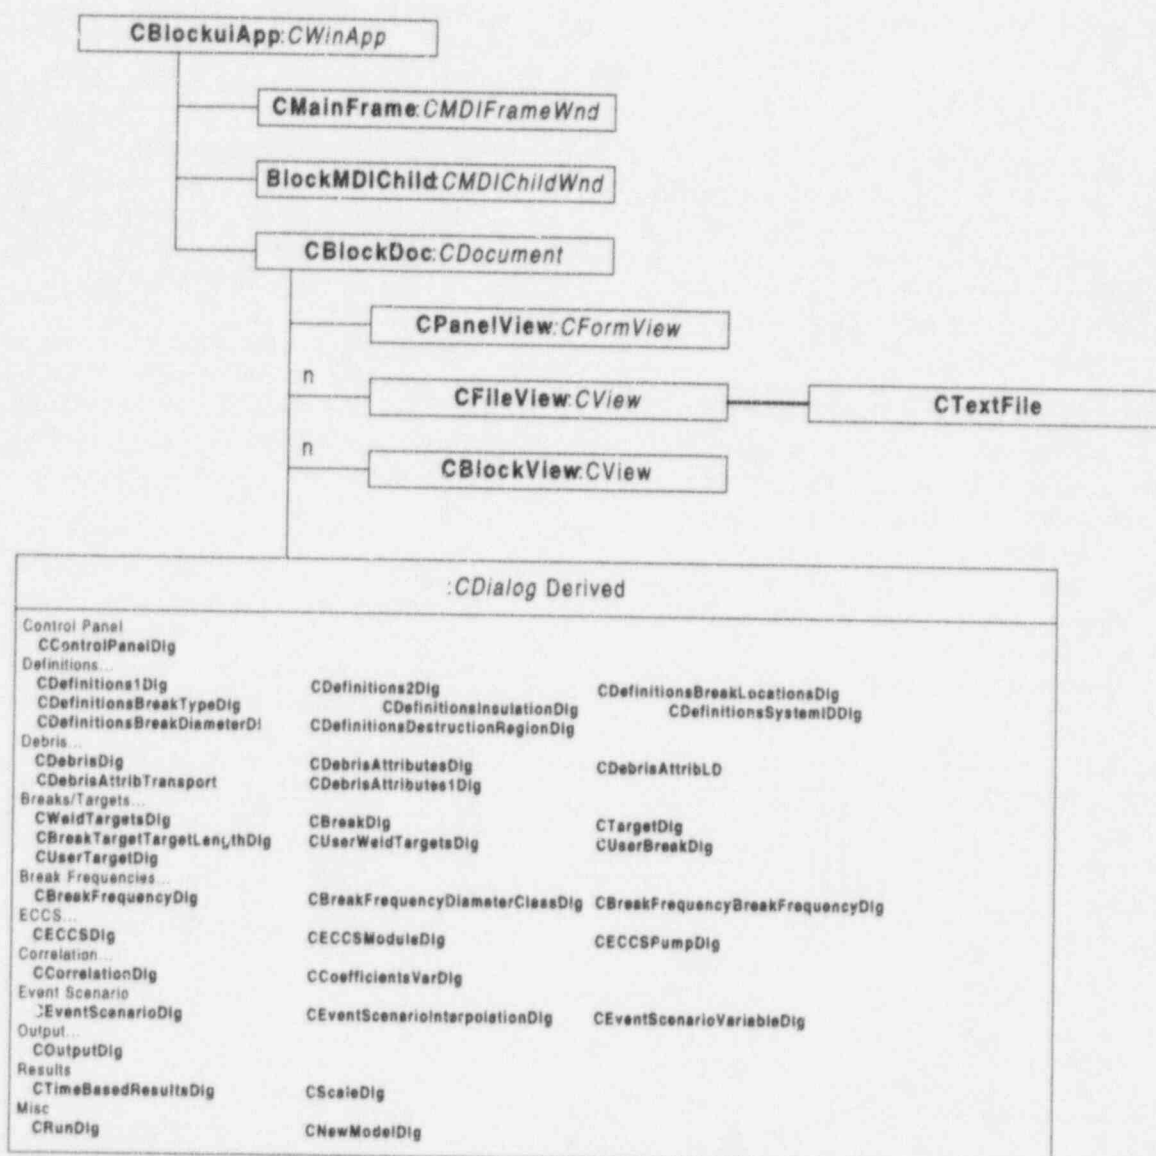 CBlockuiApp:CWinApp
CMainFrame:CMDIFrameWnd
BlockMDIChild:CMDIChildWnd
CBlockDoc:CDocument
CPanelView:CFormView
n
CFileView:CView CTextFile
n
CBlockView:CView
:CDialog Derived
Control Panel
CControlPanelDlg
Definitions...
CDefinitions1Dlg CDefinitions2Dlg CDefinitionsBreakLocationsDlg
CDefinitionsBreakTypeDlg CDefinitionsInsulationDlg CDefinitionsSystemIDDlg
CDefinitionsBreakDiameterDl CDefinitionsDestructionRegionDlg
Debris...
CDebrisDlg CDebrisAttributesDlg CDebrisAttribLD
CDebrisAttribTransport CDebrisAttributes1Dlg
Breaks/Targets...
CWeldTargetsDlg CBreakDlg CTargetDlg
CBreakTargetTargetLengthDlg CUserWeldTargetsDlg CUserBreakDlg
CUserTargetDlg
Break Frequencies...
CBreakFrequencyDlg CBreakFrequencyDiameterClassDlg CBreakFrequencyBreakFrequencyDlg
ECCS...
CECCSDlg CECCSModuleDlg CECCSPumpDlg
Correlation...
CCorrelationDlg CCoefficientsVarDlg
Event Scenario
CEventScenarioDlg CEventScenarioInterpolationDlg CEventScenarioVariableDlg
Output...
COutputDlg
Results
CTimeBasedResultsDlg CScaleDlg
Misc
CRunDlg CNewModelDlg